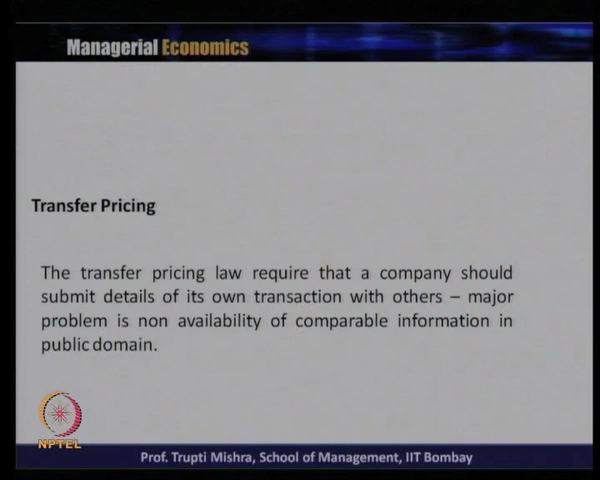 Managerial Economics
Transfer Pricing
The transfer pricing law require that a company should
submit details of its own transaction with others – major
problem is non availability of comparable information in
public domain.
NPTEL
Prof. Trupti Mishra, School of Management, IIT Bombay